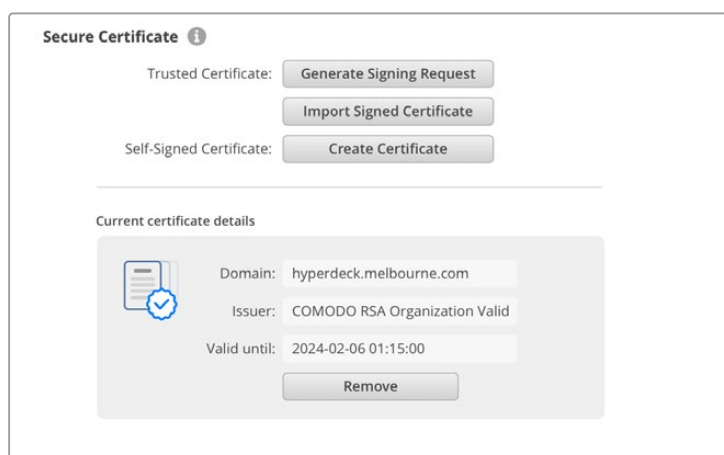 Secure Certificate
Trusted Certificate: Generate Signing Request
Import Signed Certificate
Self-Signed Certificate: Create Certificate
Current certificate details
Domain: hyperdeck.melbourne.com
Issuer: COMODO RSA Organization Valid
Valid until: 2024-02-06 01:15:00
Remove